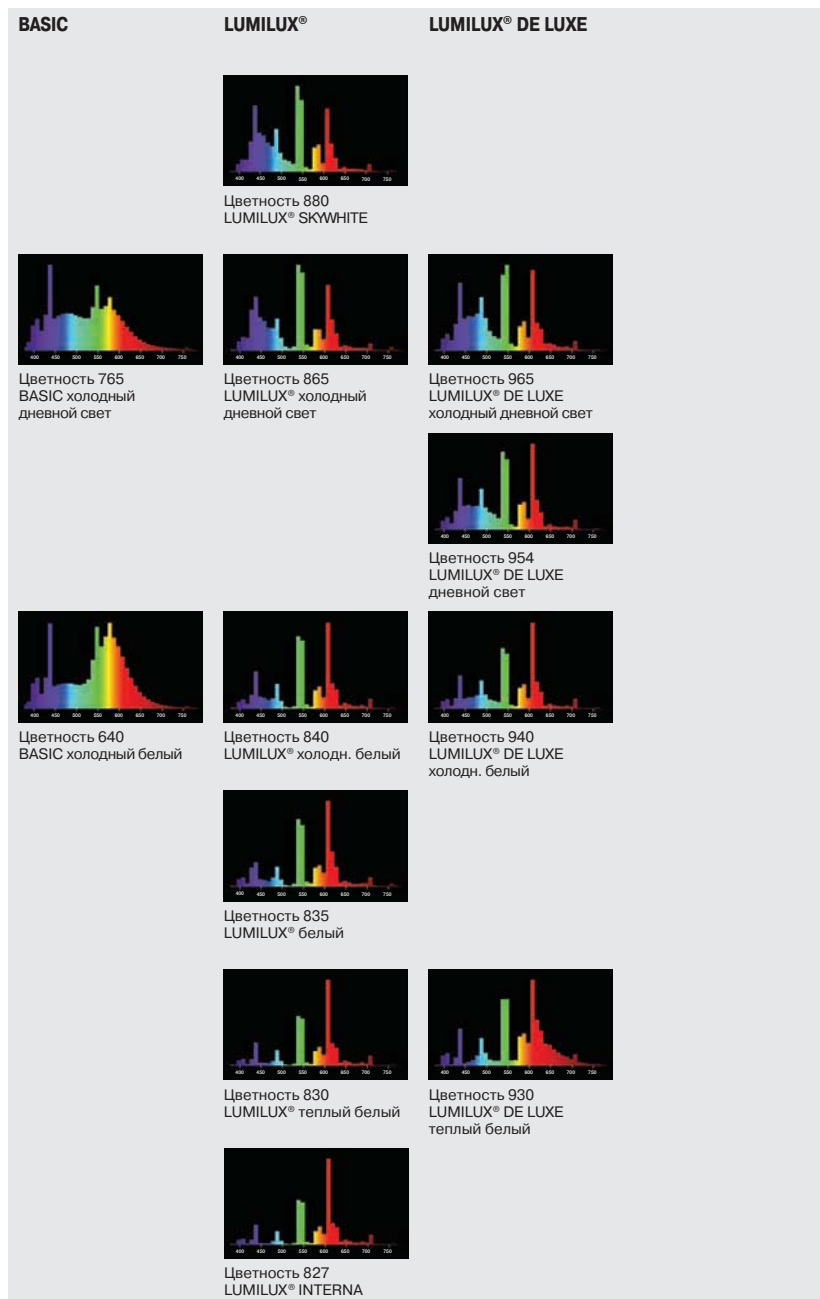 BASIC
LUMILUX®
LUMILUX® DE LUXE
400 450 500 550 600 650 700 750
Цветность 880
LUMILUX® SKYWHITE
400 450 500 550 600 650 700 750
Цветность 765
BASIC холодный
дневной свет
400 450 500 550 600 650 700 750
Цветность 865
LUMILUX® холодный
дневной свет
400 450 500 550 600 650 700 750
Цветность 965
LUMILUX® DE LUXE
холодный дневной свет
400 450 500 550 600 650 700 750
Цветность 954
LUMILUX® DE LUXE
дневной свет
400 450 500 550 600 650 700 750
Цветность 640
BASIC холодный белый
400 450 500 550 600 650 700 750
Цветность 840
LUMILUX® холодн. белый
400 450 500 550 600 650 700 750
Цветность 940
LUMILUX® DE LUXE
холодн. белый
400 450 500 550 600 650 700 750
Цветность 835
LUMILUX® белый
400 450 500 550 600 650 700 750
Цветность 830
LUMILUX® теплый белый
400 450 500 550 600 650 700 750
Цветность 930
LUMILUX® DE LUXE
теплый белый
400 450 500 550 600 650 700 750
Цветность 827
LUMILUX® INTERNA